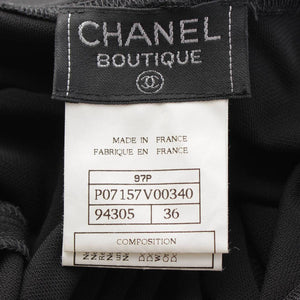 CHANEL
BOUTIQUE
MADE IN FRANCE
FABRIQUE EN FRANCE
97P
P07157V00340
94305 36
COMPOSITION